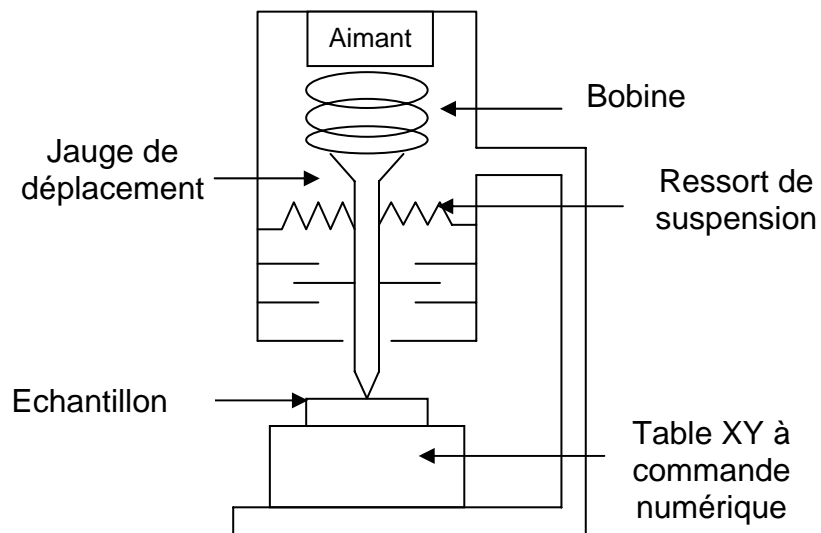 Aimant
Bobine
Jauge de
déplacement
Ressort de
suspension
Echantillon
Table XY à
commande
numérique